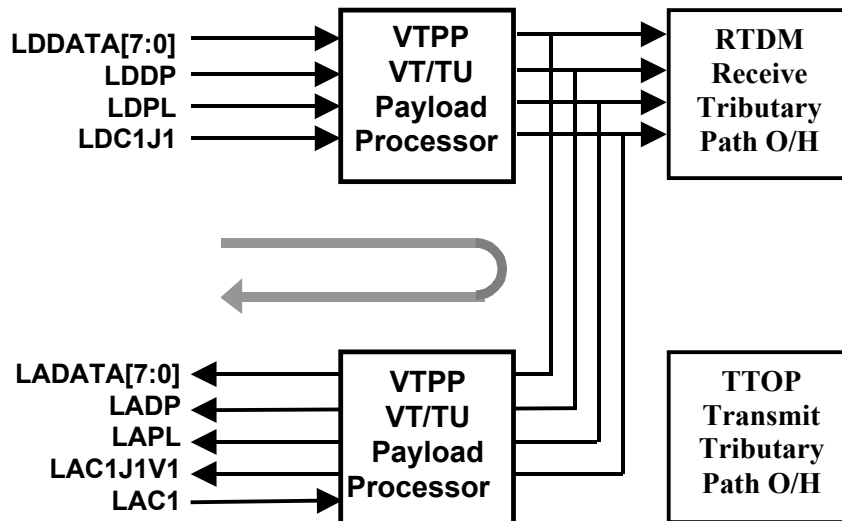 LDDATA[7:0]
LDDP
LDPL
LDC1J1
VTPP
VT/TU
Payload
Processor
RTDM
Receive
Tributary
Path O/H
LADATA[7:0]
LADP
LAPL
LAC1J1V1
LAC1
VTPP
VT/TU
Payload
Processor
TTOP
Transmit
Tributary
Path O/H